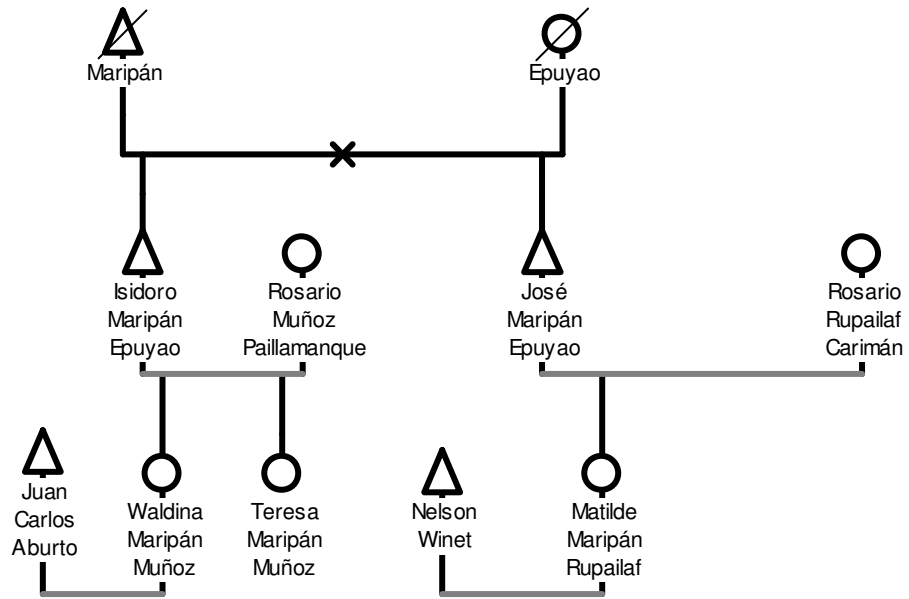 Maripán
Epuyao
Isidoro
Maripán
Epuyao
Rosario
Muñoz
Paillamanque
José
Maripán
Epuyao
Rosario
Rupailaf
Carimán
Juan
Carlos
Aburto
Waldina
Maripán
Muñoz
Teresa
Maripán
Muñoz
Nelson
Winet
Matilde
Maripán
Rupailaf